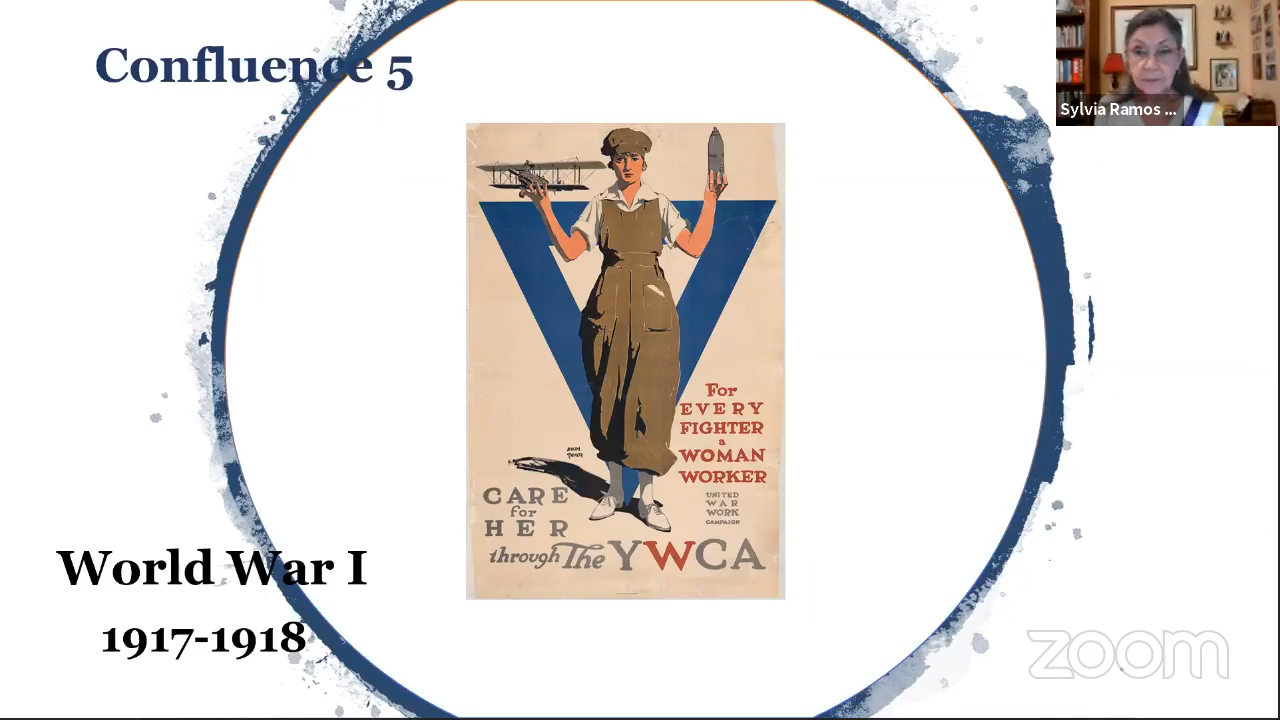 Confluence 5
Sylvia Ramos ...
For
EVERY
FIGHTER
a
WOMAN
WORKER
UNITED
WAR
WORK
CAMPAIGN
CARE
for
HER
through The YWCA
World War I
1917-1918
zoom